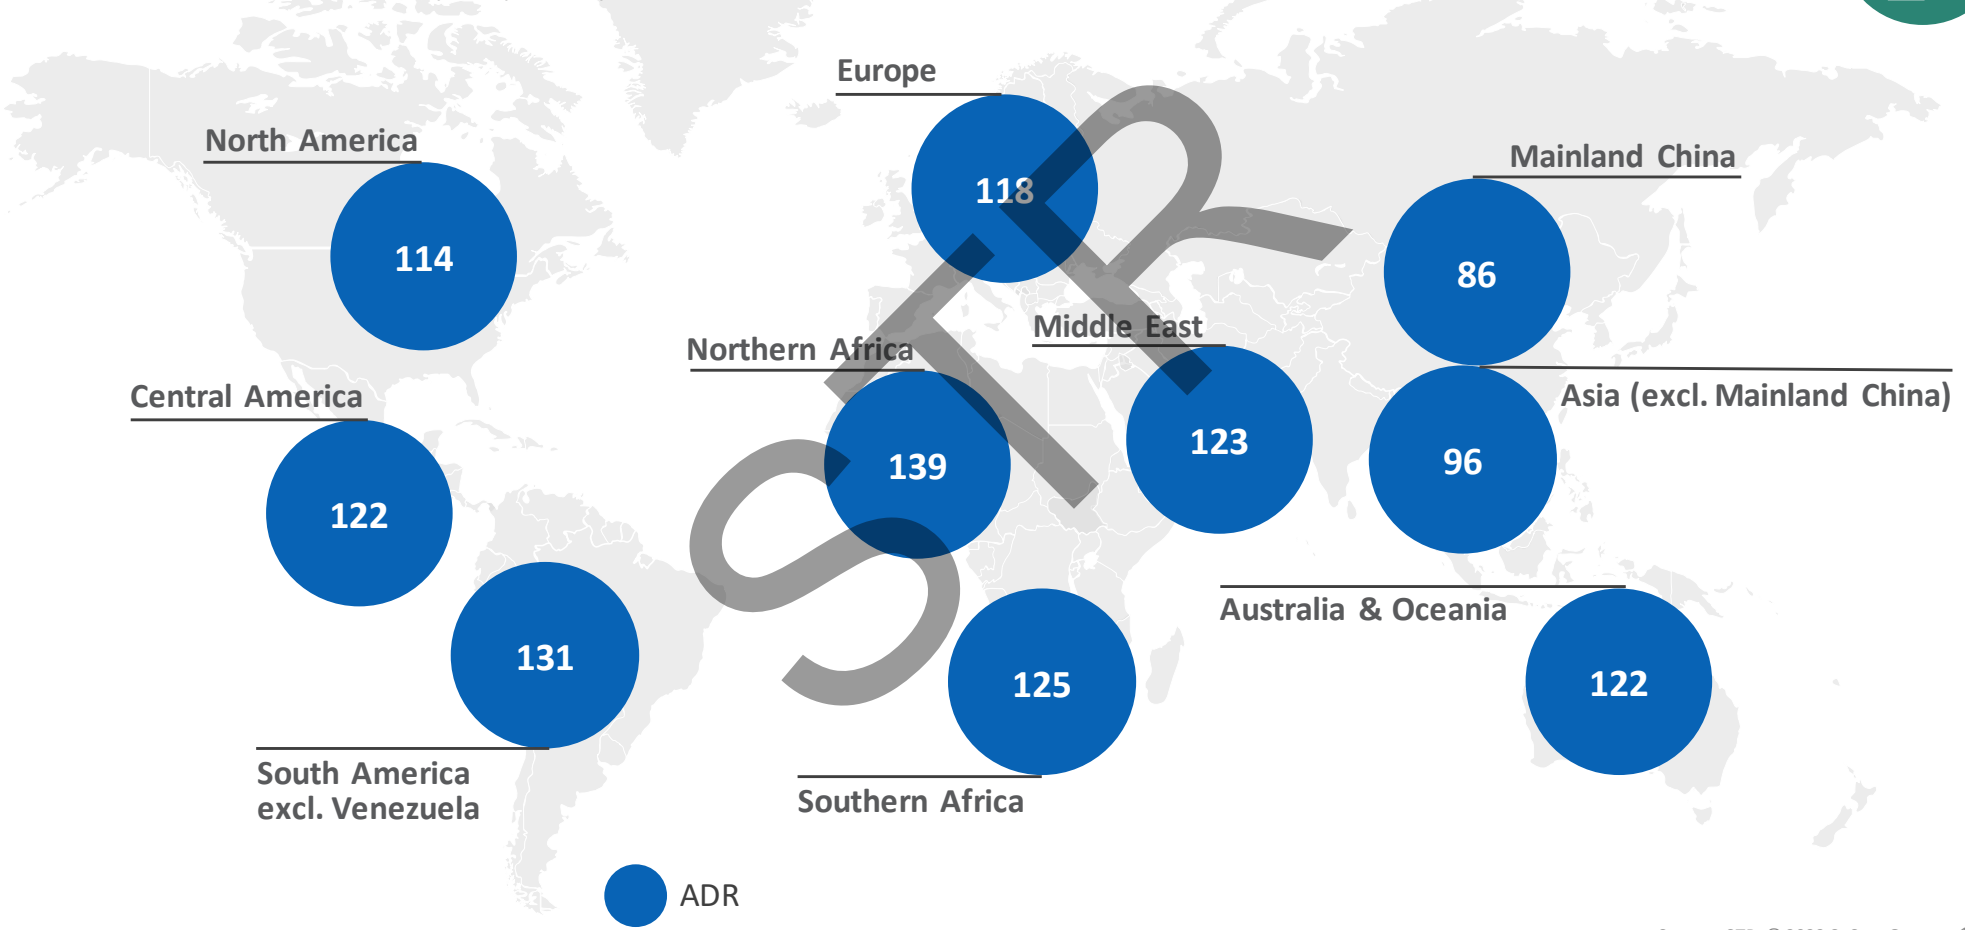 Europe
118
North America
114
Mainland China
86
Middle East
123
Northern Africa
139
Asia (excl. Mainland China)
96
Central America
122
Australia & Oceania
122
131
South America
excl. Venezuela
125
Southern Africa
ADR
STR